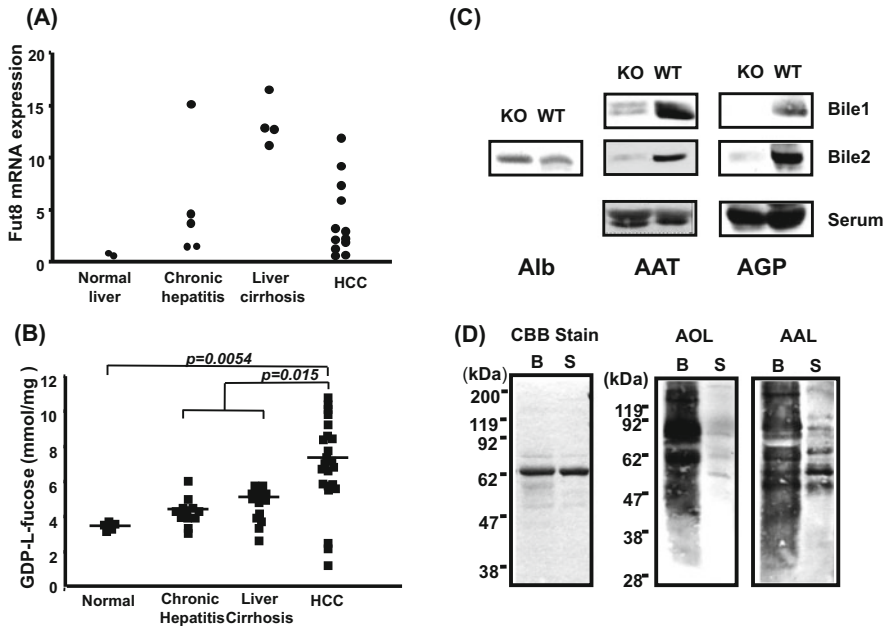 (A)
Fut8 mRNA expression
20
15
10
5
0
Normal liver
Chronic hepatitis
Liver cirrhosis
HCC
(B)
GDP-L-fucose (mmol/mg)
12
10
8
6
4
2
0
p=0.0054
p=0.015
Normal
Chronic Hepatitis
Liver Cirrhosis
HCC
(C)
KO WT
KO WT
KO WT
Bile1
Bile2
Serum
Alb
AAT
AGP
(D)
CBB Stain
AOL
AAL
(kDa)
B S
200
119
92
62
47
38
(kDa)
B S
B S
119
92
62
47
38
28